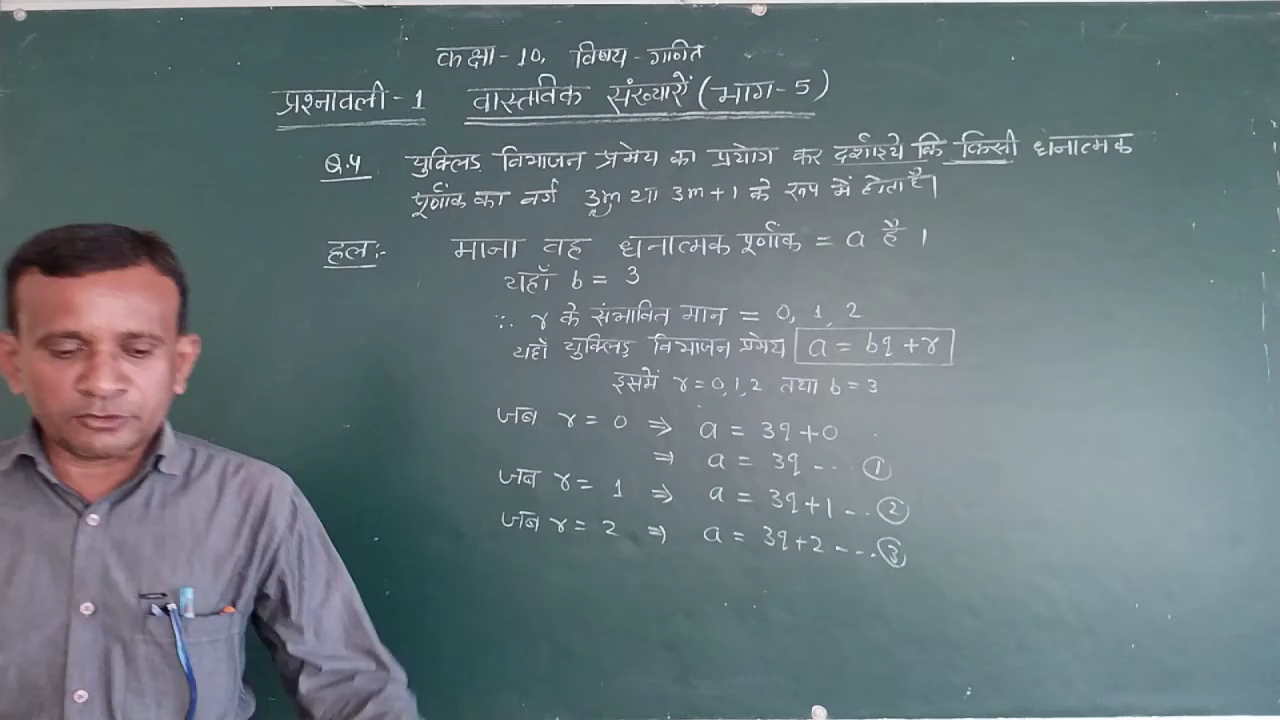 कक्षा-10, विषय-गणित
प्रश्नावली-1 वास्तविक संख्याऐं (भाग-5)
Q.4 युक्लिड विभाजन प्रमेय का प्रयोग कर दर्शाइये कि किसी धनात्मक
पूर्णांक का वर्ग 3m या 3m+1 के रूप में होता है।
हल:- माना वह धनात्मक पूर्णांक = a है।
यहाँ b = 3
∵ r के संभावित मान = 0, 1, 2
यहाँ युक्लिड विभाजन प्रमेय a = bq + r
इसमें r = 0, 1, 2 तथा b = 3
जब r = 0 ⇒ a = 3q + 0
⇒ a = 3q --- ①
जब r = 1 ⇒ a = 3q + 1 --- ②
जब r = 2 ⇒ a = 3q + 2 --- ③